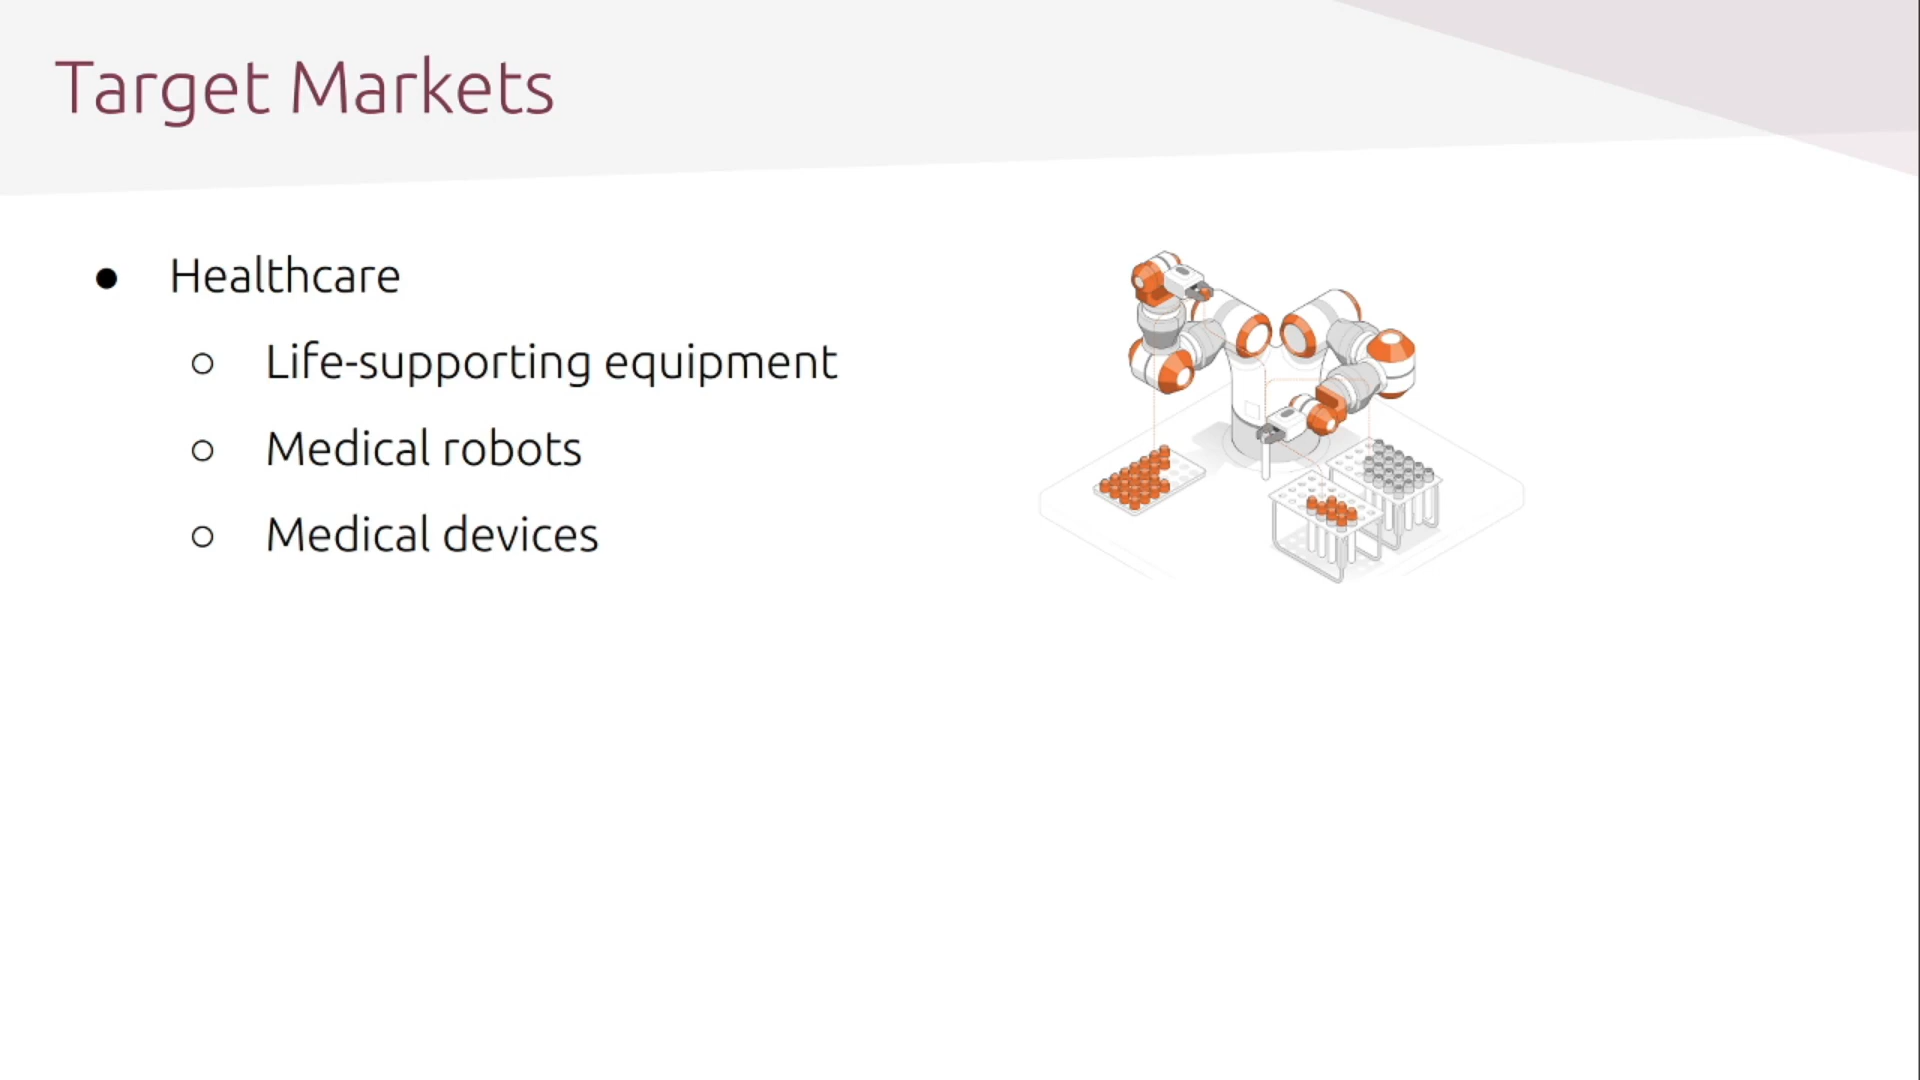 Target Markets
● Healthcare
○ Life-supporting equipment
○ Medical robots
○ Medical devices